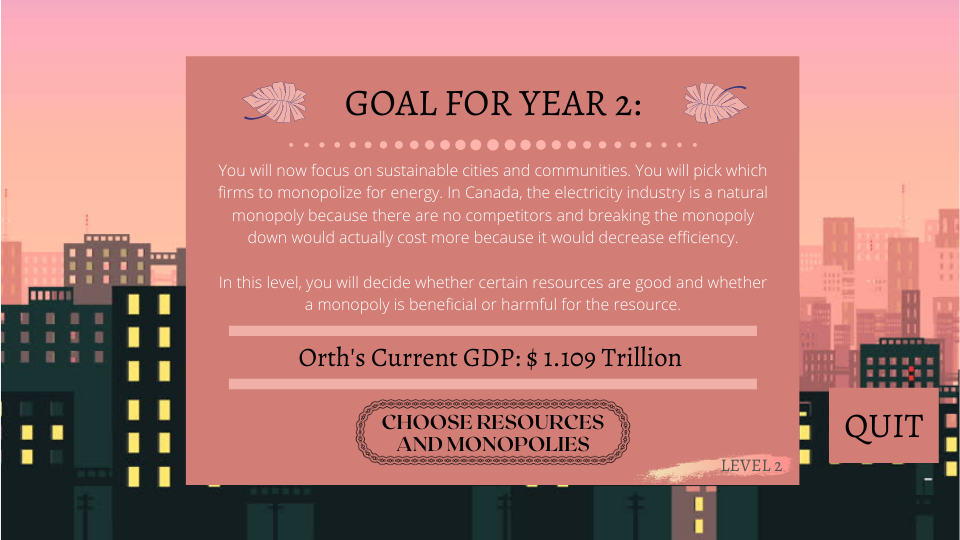 GOAL FOR YEAR 2:
You will now focus on sustainable cities and communities. You will pick which
firms to monopolize for energy. In Canada, the electricity industry is a natural
monopoly because there are no competitors and breaking the monopoly
down would actually cost more because it would decrease efficiency.
In this level, you will decide whether certain resources are good and whether
a monopoly is beneficial or harmful for the resource.
Orth's Current GDP: $ 1.109 Trillion
CHOOSE RESOURCES
AND MONOPOLIES
QUIT
LEVEL 2